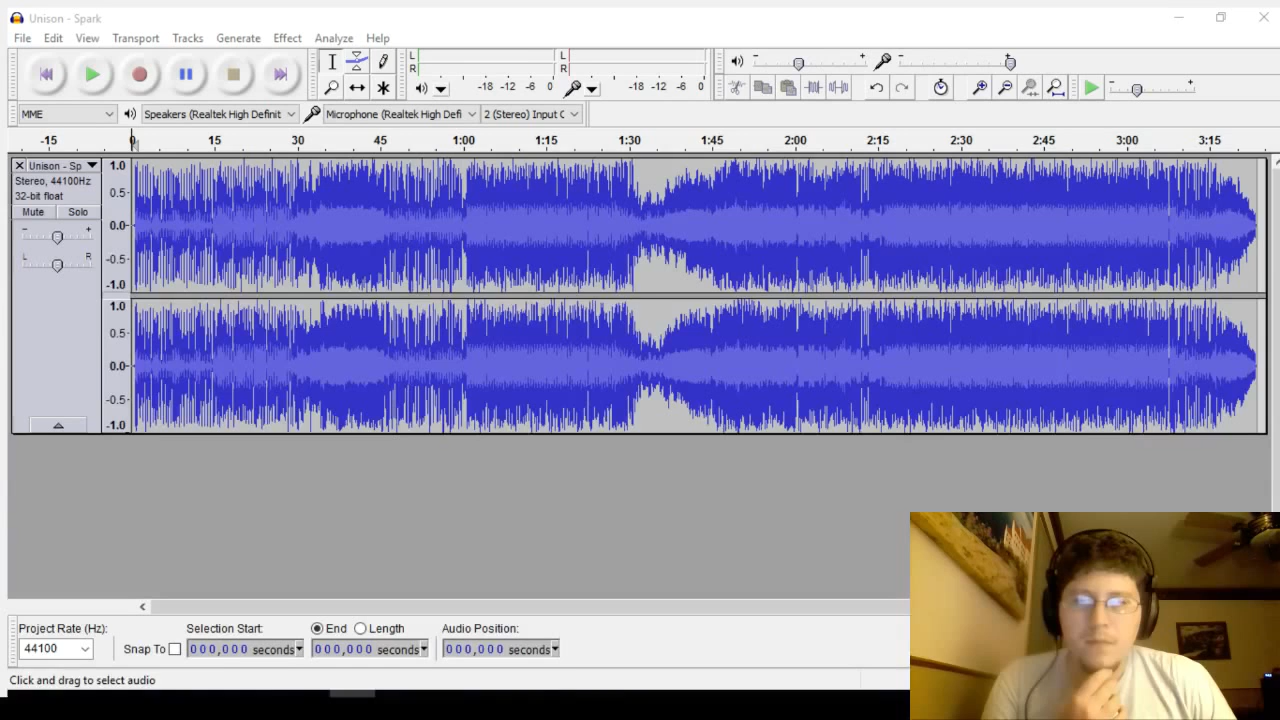 Unison - Spark
File Edit View Transport Tracks Generate Effect Analyze Help
L
R
-18 -12 -6 0
L
R
-18 -12 -6 0
MME
Speakers (Realtek High Definit
Microphone (Realtek High Defi
2 (Stereo) Input C
-15 0 15 30 45 1:00 1:15 1:30 1:45 2:00 2:15 2:30 2:45 3:00 3:15
Unison - Sp
Stereo, 44100Hz
32-bit float
Mute Solo
- +
L R
1.0
0.5
0.0
-0.5
-1.0
1.0
0.5
0.0
-0.5
-1.0
Project Rate (Hz): Selection Start: End Length Audio Position:
44100 Snap To 000,000 seconds 000,000 seconds 000,000 seconds
Click and drag to select audio